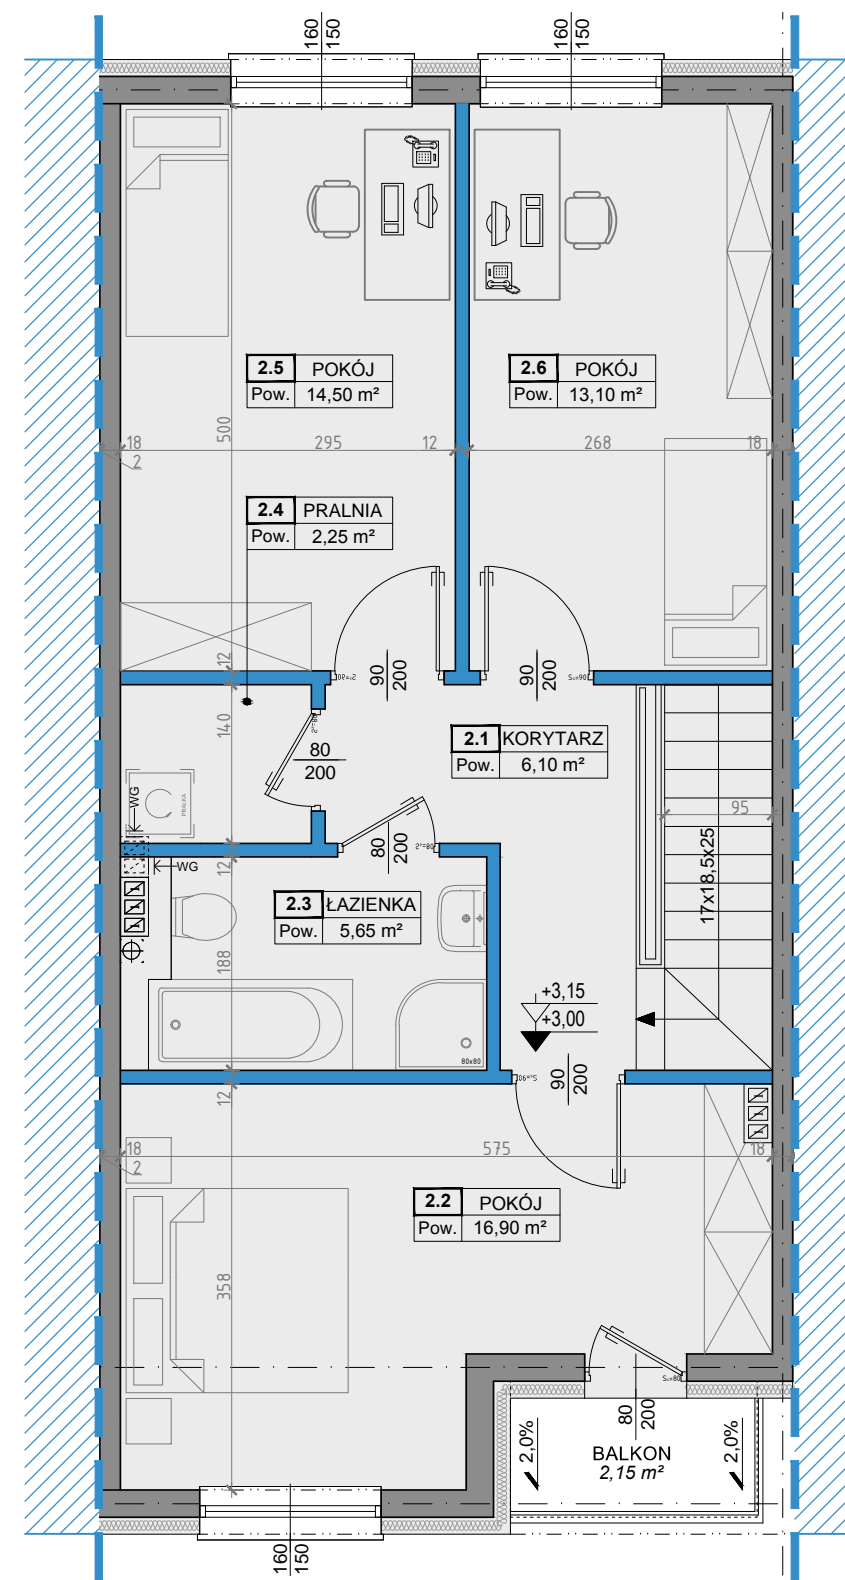 160
150
160
150
2.5 POKÓJ
Pow. 14,50 m²
2.6 POKÓJ
Pow. 13,10 m²
500
18
2
295
12
268
18
2.4 PRALNIA
Pow. 2,25 m²
12
90
200
90
200
140
2.1 KORYTARZ
Pow. 6,10 m²
80
200
WG
PRALKA
95
17x18,5x25
80
200
12
WG
2.3 ŁAZIENKA
Pow. 5,65 m²
188
+3,15
+3,00
80x80
90
200
12
18
2
575
18
2.2 POKÓJ
Pow. 16,90 m²
358
80
200
2,0%
2,0%
BALKON
2,15 m²
160
150